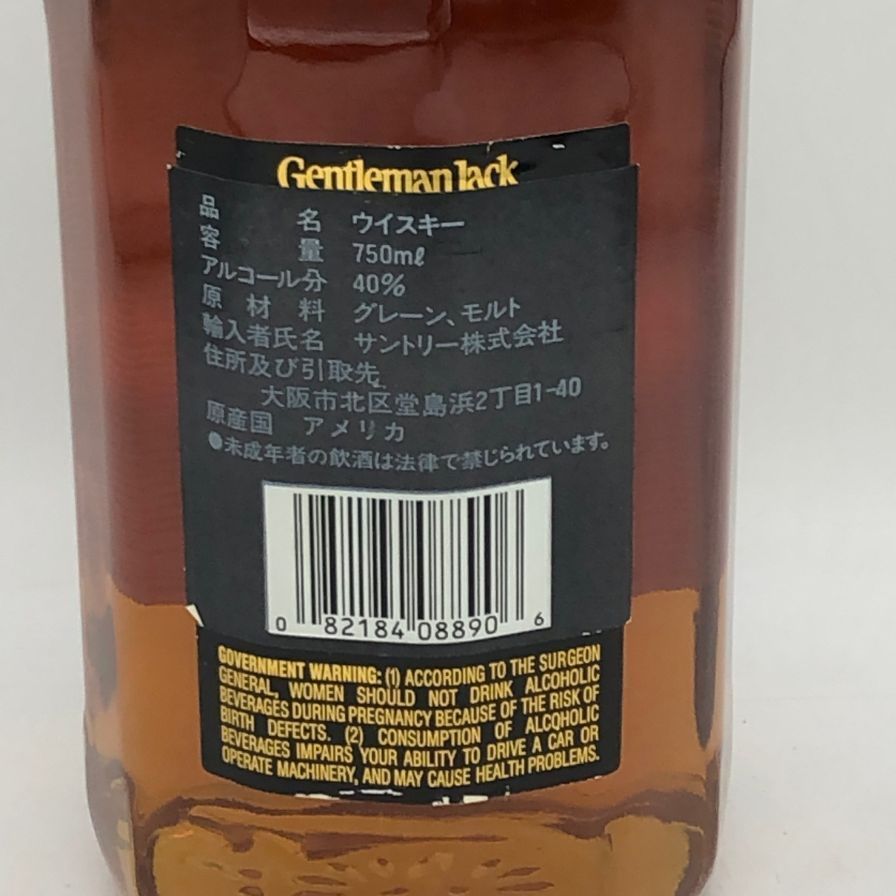 Gentleman Jack
品名 ウイスキー
容量 750mℓ
アルコール分 40%
原材料 グレーン、モルト
輸入者氏名 サントリー株式会社
住所及び引取先
大阪市北区堂島浜2丁目1-40
原産国 アメリカ
●未成年者の飲酒は法律で禁じられています。
0 82184 08890 6
GOVERNMENT WARNING: (1) ACCORDING TO THE SURGEON
GENERAL, WOMEN SHOULD NOT DRINK ALCOHOLIC
BEVERAGES DURING PREGNANCY BECAUSE OF THE RISK OF
BIRTH DEFECTS. (2) CONSUMPTION OF ALCOHOLIC
BEVERAGES IMPAIRS YOUR ABILITY TO DRIVE A CAR OR
OPERATE MACHINERY, AND MAY CAUSE HEALTH PROBLEMS.